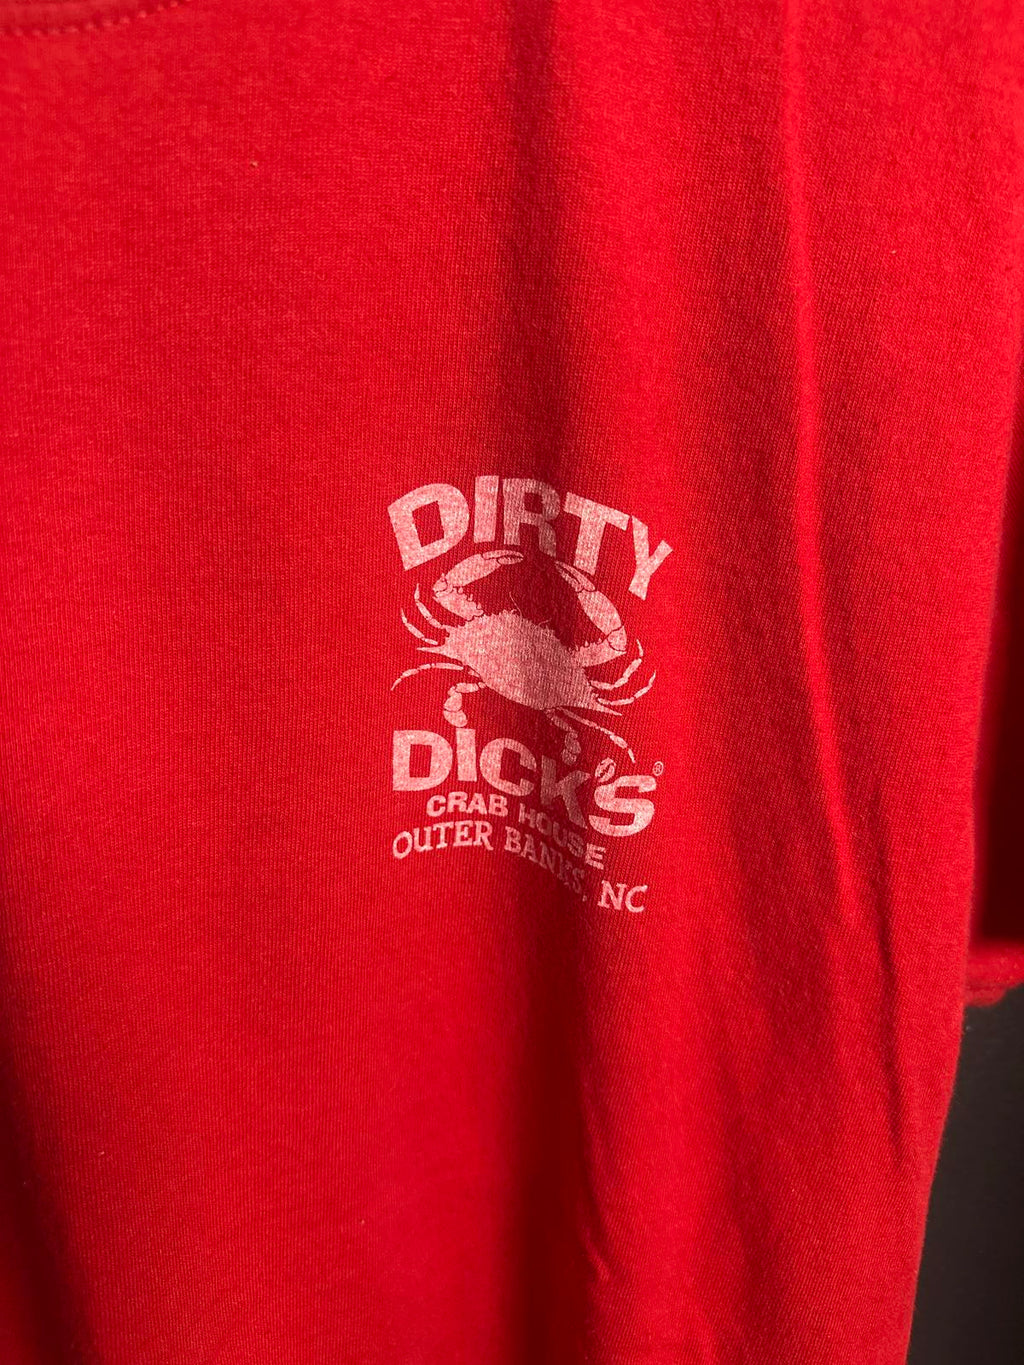 DIRTY
DICK'S®
CRAB HOUSE
OUTER BANKS, NC